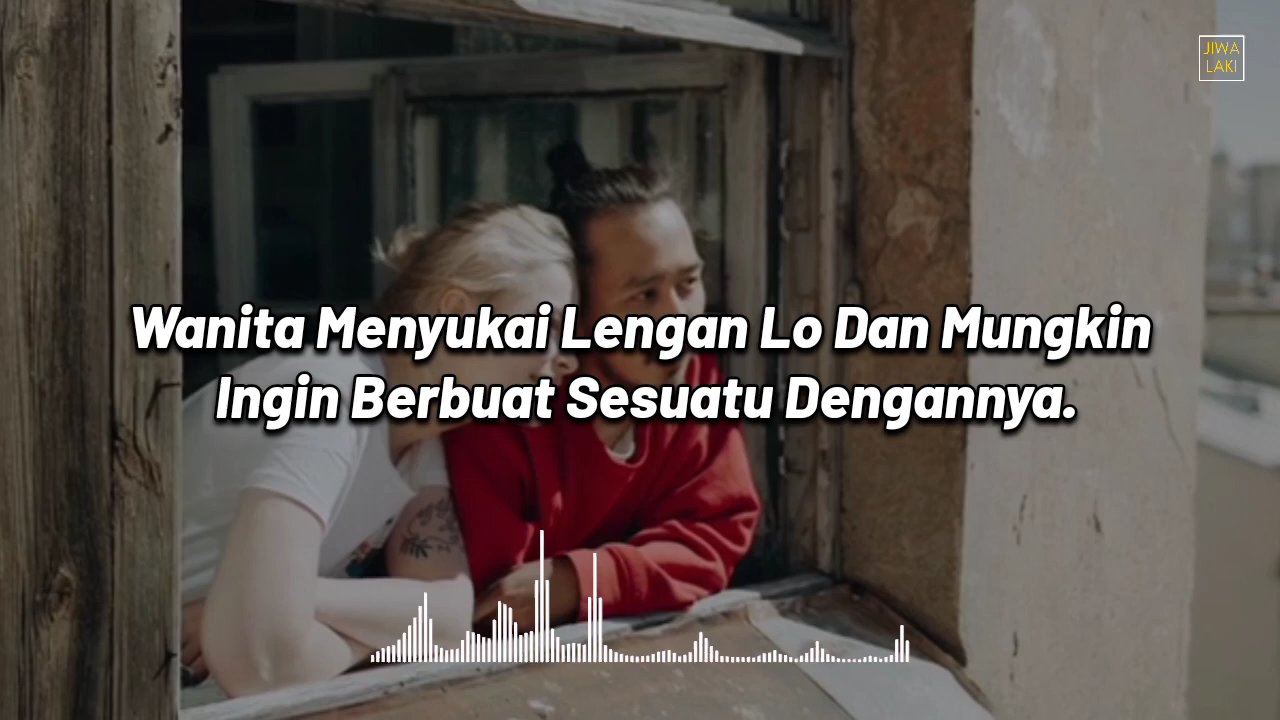 JIWA
LAKI
Wanita Menyukai Lengan Lo Dan Mungkin
Ingin Berbuat Sesuatu Dengannya.